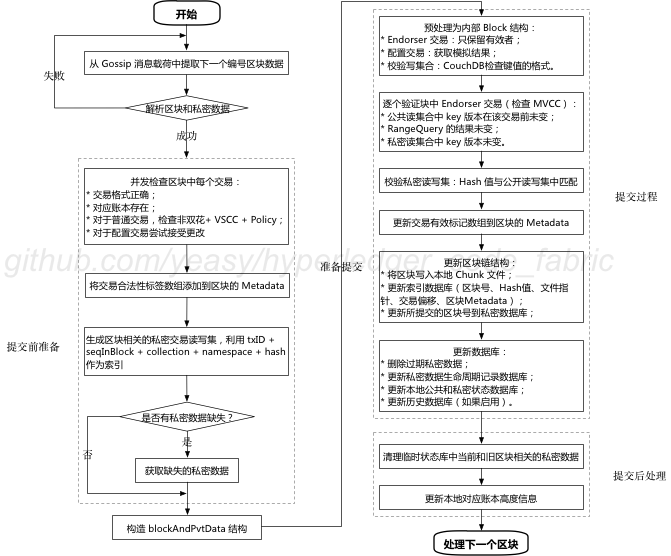 开始
从 Gossip 消息载荷中提取下一个编号区块数据
失败
解析区块和私密数据
成功
并发检查区块中每个交易：
* 交易格式正确；
* 对应账本存在；
* 对于普通交易，检查非双花+ VSCC + Policy；
* 对于配置交易尝试接受更改
将交易合法性标签数组添加到区块的 Metadata
提交前准备
生成区块相关的私密交易读写集，利用 txID +
seqInBlock + collection + namespace + hash
作为索引
是否有私密数据缺失？
是
否
获取缺失的私密数据
构造 blockAndPvtData 结构
准备提交
预处理为内部 Block 结构：
* Endorser 交易：只保留有效者；
* 配置交易：获取模拟结果；
* 校验写集合：CouchDB检查键值的格式。
逐个验证块中 Endorser 交易（检查 MVCC）：
* 公共读集合中 key 版本在该交易前未变；
* RangeQuery 的结果未变；
* 私密读集合中 key 版本未变。
校验私密读写集：Hash 值与公开读写集中匹配
提交过程
更新交易有效标记数组到区块的 Metadata
更新区块链结构：
* 将区块写入本地 Chunk 文件；
* 更新索引数据库（区块号、Hash值、文件指
针、交易偏移、区块Metadata）；
* 更新所提交的区块号到私密数据库；
更新数据库：
* 删除过期私密数据；
* 更新私密数据生命周期记录数据库；
* 更新本地公共和私密状态数据库；
* 更新历史数据库（如果启用）。
清理临时状态库中当前和旧区块相关的私密数据
提交后处理
更新本地对应账本高度信息
处理下一个区块